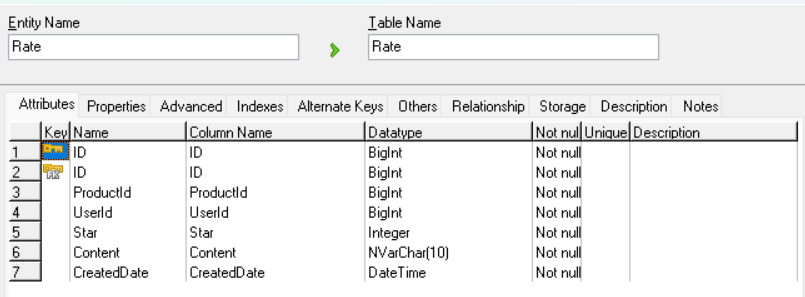 Entity Name Table Name
Rate Rate
Attributes Properties Advanced Indexes Alternate Keys Others Relationship Storage Description Notes
Key Name Column Name Datatype Not nul Unique Description
1 ID ID BigInt Not null
2 FK ID ID BigInt Not null
3 ProductId ProductId BigInt Not null
4 UserId UserId BigInt Not null
5 Star Star Integer Not null
6 Content Content NVarChar(10) Not null
7 CreatedDate CreatedDate DateTime Not null